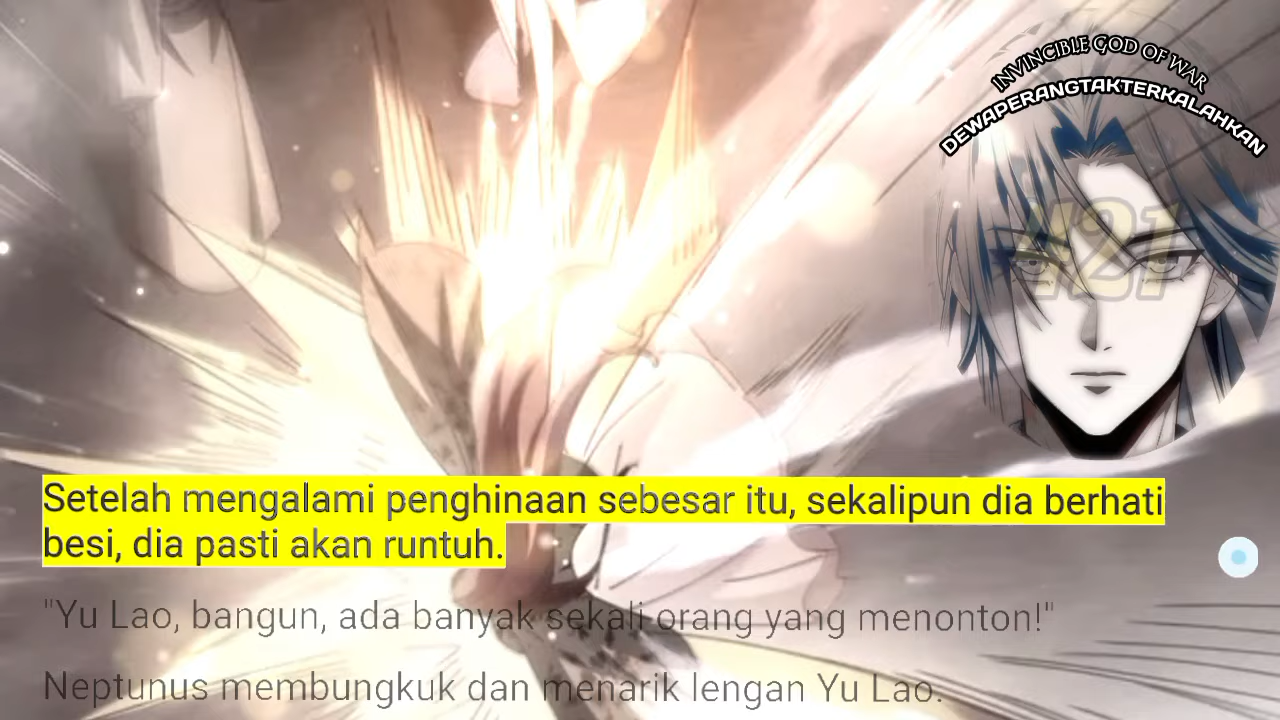 INVINCIBLE GOD OF WAR
DEWAPERANGTAKTERKALAHKAN
#21
Setelah mengalami penghinaan sebesar itu, sekalipun dia berhati
besi, dia pasti akan runtuh.
"Yu Lao, bangun, ada banyak sekali orang yang menonton!"
Neptunus membungkuk dan menarik lengan Yu Lao.